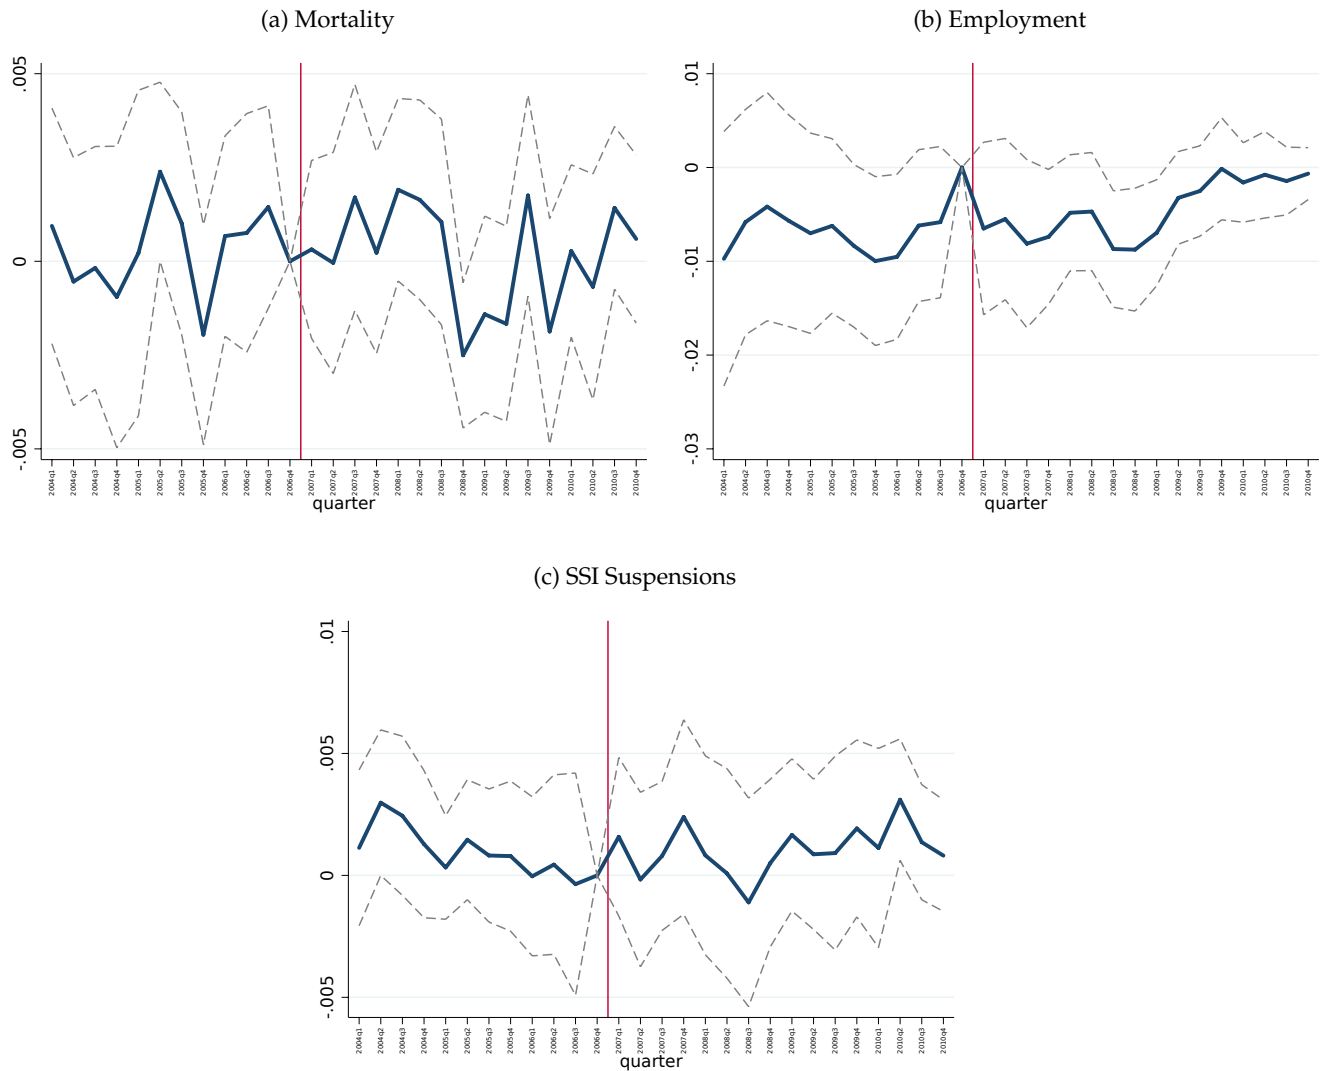 (a) Mortality
.005
0
-.005
2004q1 2004q2 2004q3 2004q4 2005q1 2005q2 2005q3 2005q4 2006q1 2006q2 2006q3 2006q4 2007q1 2007q2 2007q3 2007q4 2008q1 2008q2 2008q3 2008q4 2009q1 2009q2 2009q3 2009q4 2010q1 2010q2 2010q3 2010q4
quarter
(b) Employment
.01
0
-.01
-.02
-.03
2004q1 2004q2 2004q3 2004q4 2005q1 2005q2 2005q3 2005q4 2006q1 2006q2 2006q3 2006q4 2007q1 2007q2 2007q3 2007q4 2008q1 2008q2 2008q3 2008q4 2009q1 2009q2 2009q3 2009q4 2010q1 2010q2 2010q3 2010q4
quarter
(c) SSI Suspensions
.01
.005
0
-.005
2004q1 2004q2 2004q3 2004q4 2005q1 2005q2 2005q3 2005q4 2006q1 2006q2 2006q3 2006q4 2007q1 2007q2 2007q3 2007q4 2008q1 2008q2 2008q3 2008q4 2009q1 2009q2 2009q3 2009q4 2010q1 2010q2 2010q3 2010q4
quarter